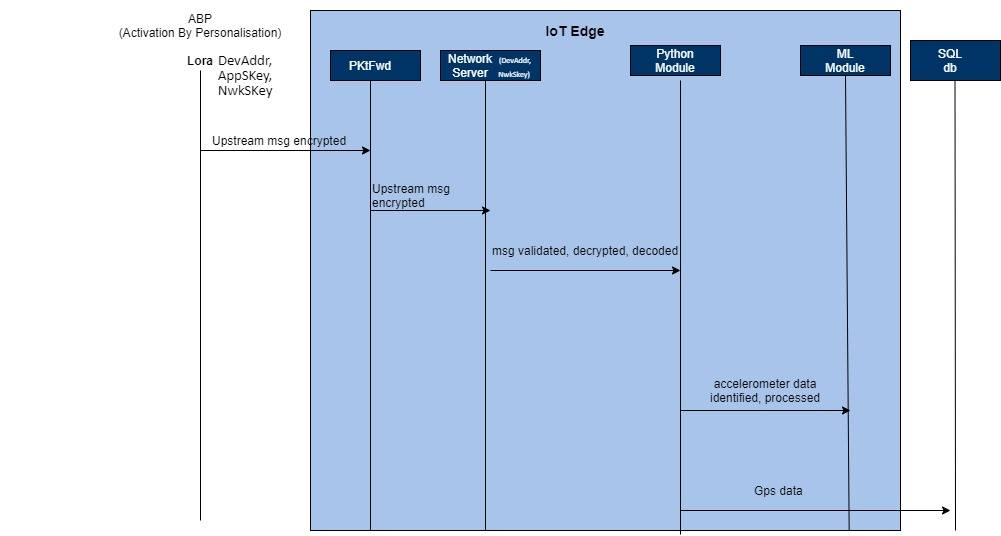 ABP
(Activation By Personalisation)
IoT Edge
Lora DevAddr,
AppSKey,
NwkSKey
PKtFwd
Network (DevAddr,
Server NwkSkey)
Python
Module
ML
Module
SQL
db
Upstream msg encrypted
Upstream msg
encrypted
msg validated, decrypted, decoded
accelerometer data
identified, processed
Gps data